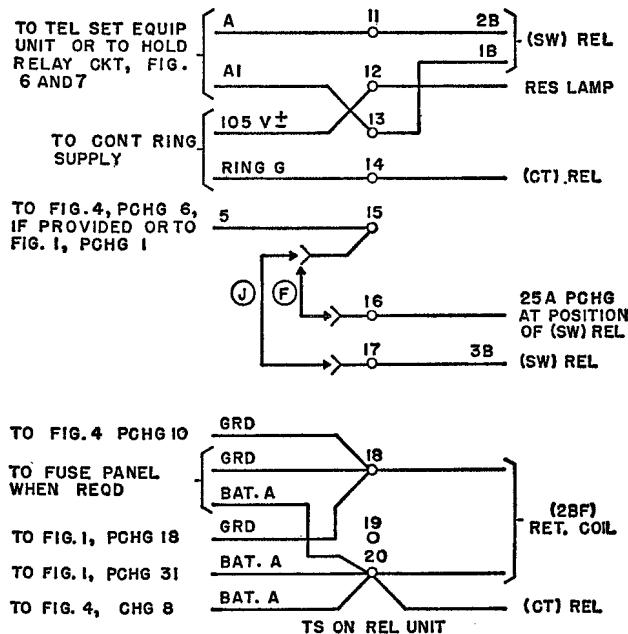 TO TEL SET EQUIP
UNIT OR TO HOLD
RELAY CKT, FIG.
6 AND 7
A
11
2B
(SW) REL
1B
A1
12
RES LAMP
105 V ±
13
TO CONT RING
SUPPLY
RING G
14
(CT). REL
TO FIG. 4, PCHG 6,
IF PROVIDED OR TO
FIG. 1, PCHG 1
5
15
J
F
16
25A PCHG
AT POSITION
OF (SW) REL
17
3B
(SW) REL
TO FIG. 4 PCHG 10
GRD
18
TO FUSE PANEL
WHEN REQD
GRD
BAT. A
(2BF)
RET. COIL
TO FIG. 1, PCHG 18
GRD
19
20
TO FIG. 1, PCHG 31
BAT. A
TO FIG. 4, CHG 8
BAT. A
(CT) REL
TS ON REL UNIT